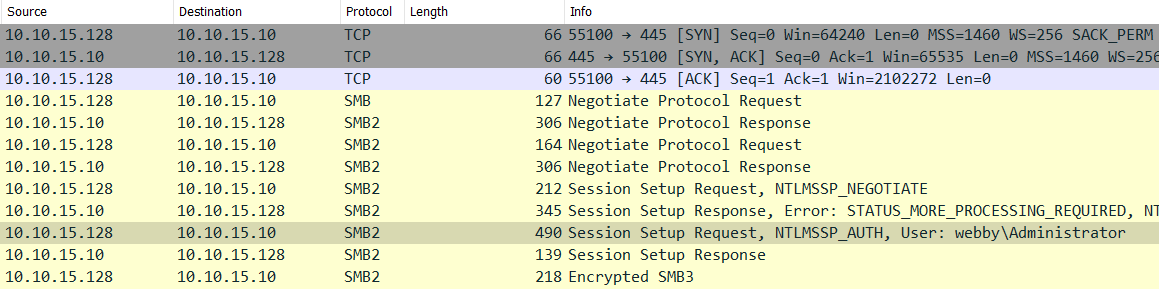 Source Destination Protocol Length Info
10.10.15.128 10.10.15.10 TCP 66 55100 → 445 [SYN] Seq=0 Win=64240 Len=0 MSS=1460 WS=256 SACK_PERM
10.10.15.10 10.10.15.128 TCP 66 445 → 55100 [SYN, ACK] Seq=0 Ack=1 Win=65535 Len=0 MSS=1460 WS=256
10.10.15.128 10.10.15.10 TCP 60 55100 → 445 [ACK] Seq=1 Ack=1 Win=2102272 Len=0
10.10.15.128 10.10.15.10 SMB 127 Negotiate Protocol Request
10.10.15.10 10.10.15.128 SMB2 306 Negotiate Protocol Response
10.10.15.128 10.10.15.10 SMB2 164 Negotiate Protocol Request
10.10.15.10 10.10.15.128 SMB2 306 Negotiate Protocol Response
10.10.15.128 10.10.15.10 SMB2 212 Session Setup Request, NTLMSSP_NEGOTIATE
10.10.15.10 10.10.15.128 SMB2 345 Session Setup Response, Error: STATUS_MORE_PROCESSING_REQUIRED, NT
10.10.15.128 10.10.15.10 SMB2 490 Session Setup Request, NTLMSSP_AUTH, User: webby\Administrator
10.10.15.10 10.10.15.128 SMB2 139 Session Setup Response
10.10.15.128 10.10.15.10 SMB2 218 Encrypted SMB3